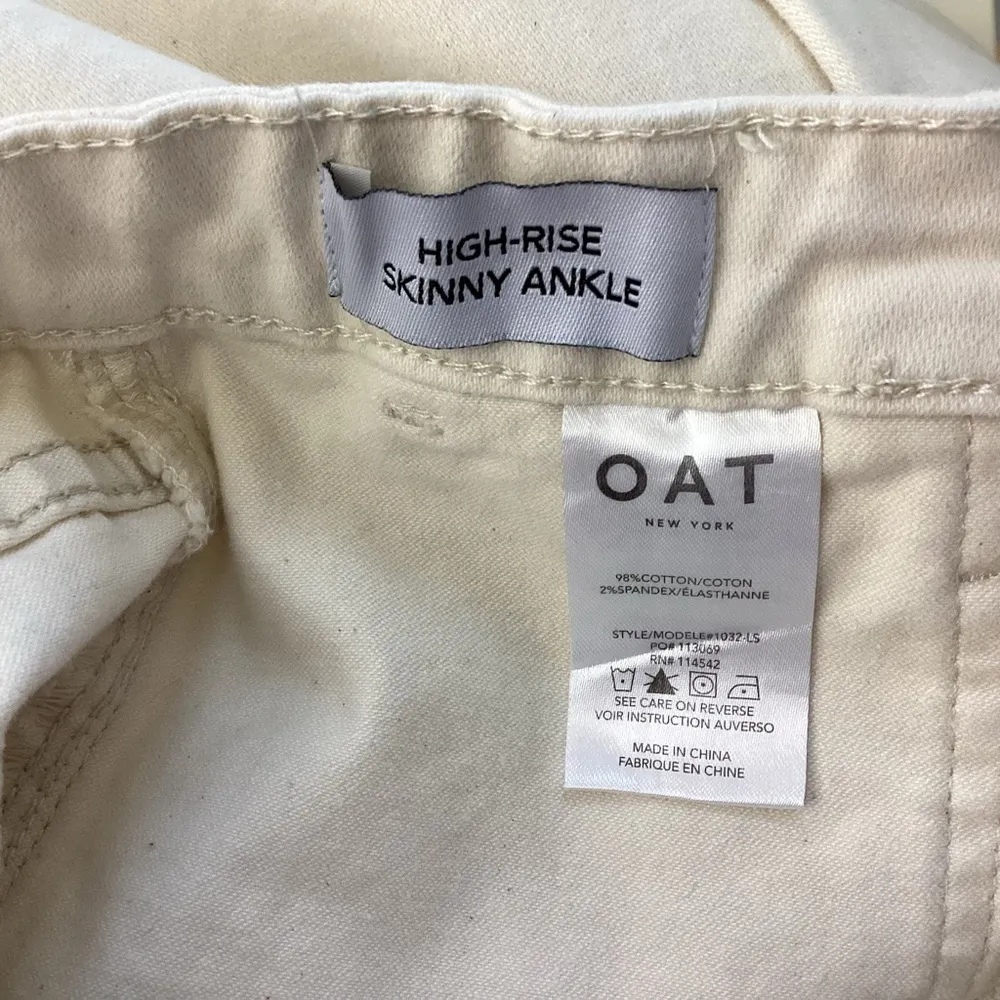 HIGH-RISE
SKINNY ANKLE
OAT
NEW YORK
98%COTTON/COTON
2%SPANDEX/ÉLASTHANNE
STYLE/MODELE#1032-LS
PO# 113069
RN# 114542
SEE CARE ON REVERSE
VOIR INSTRUCTION AUVERSO
MADE IN CHINA
FABRIQUE EN CHINE